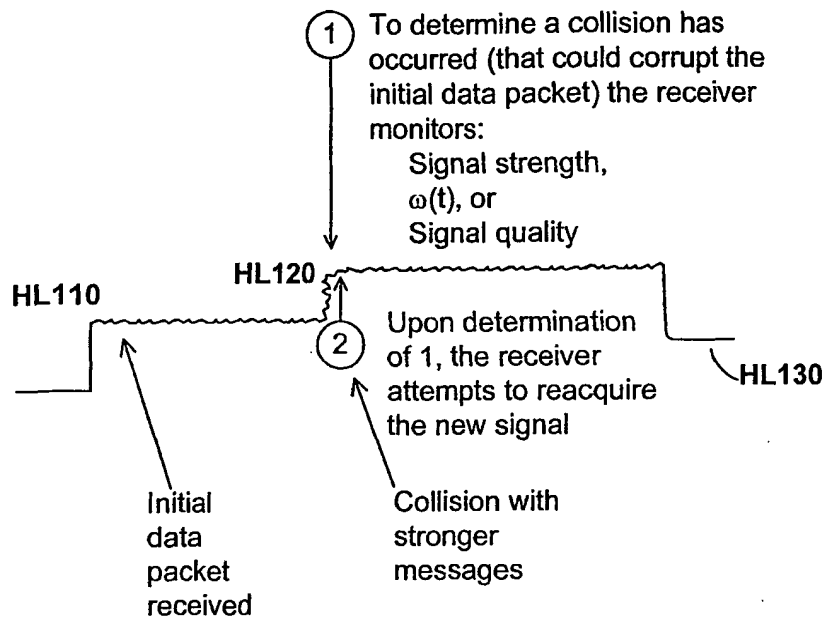 1
To determine a collision has
occurred (that could corrupt the
initial data packet) the receiver
monitors:
Signal strength,
ω(t), or
Signal quality
HL110
HL120
2
Upon determination
of 1, the receiver
attempts to reacquire
the new signal
HL130
Initial
data
packet
received
Collision with
stronger
messages